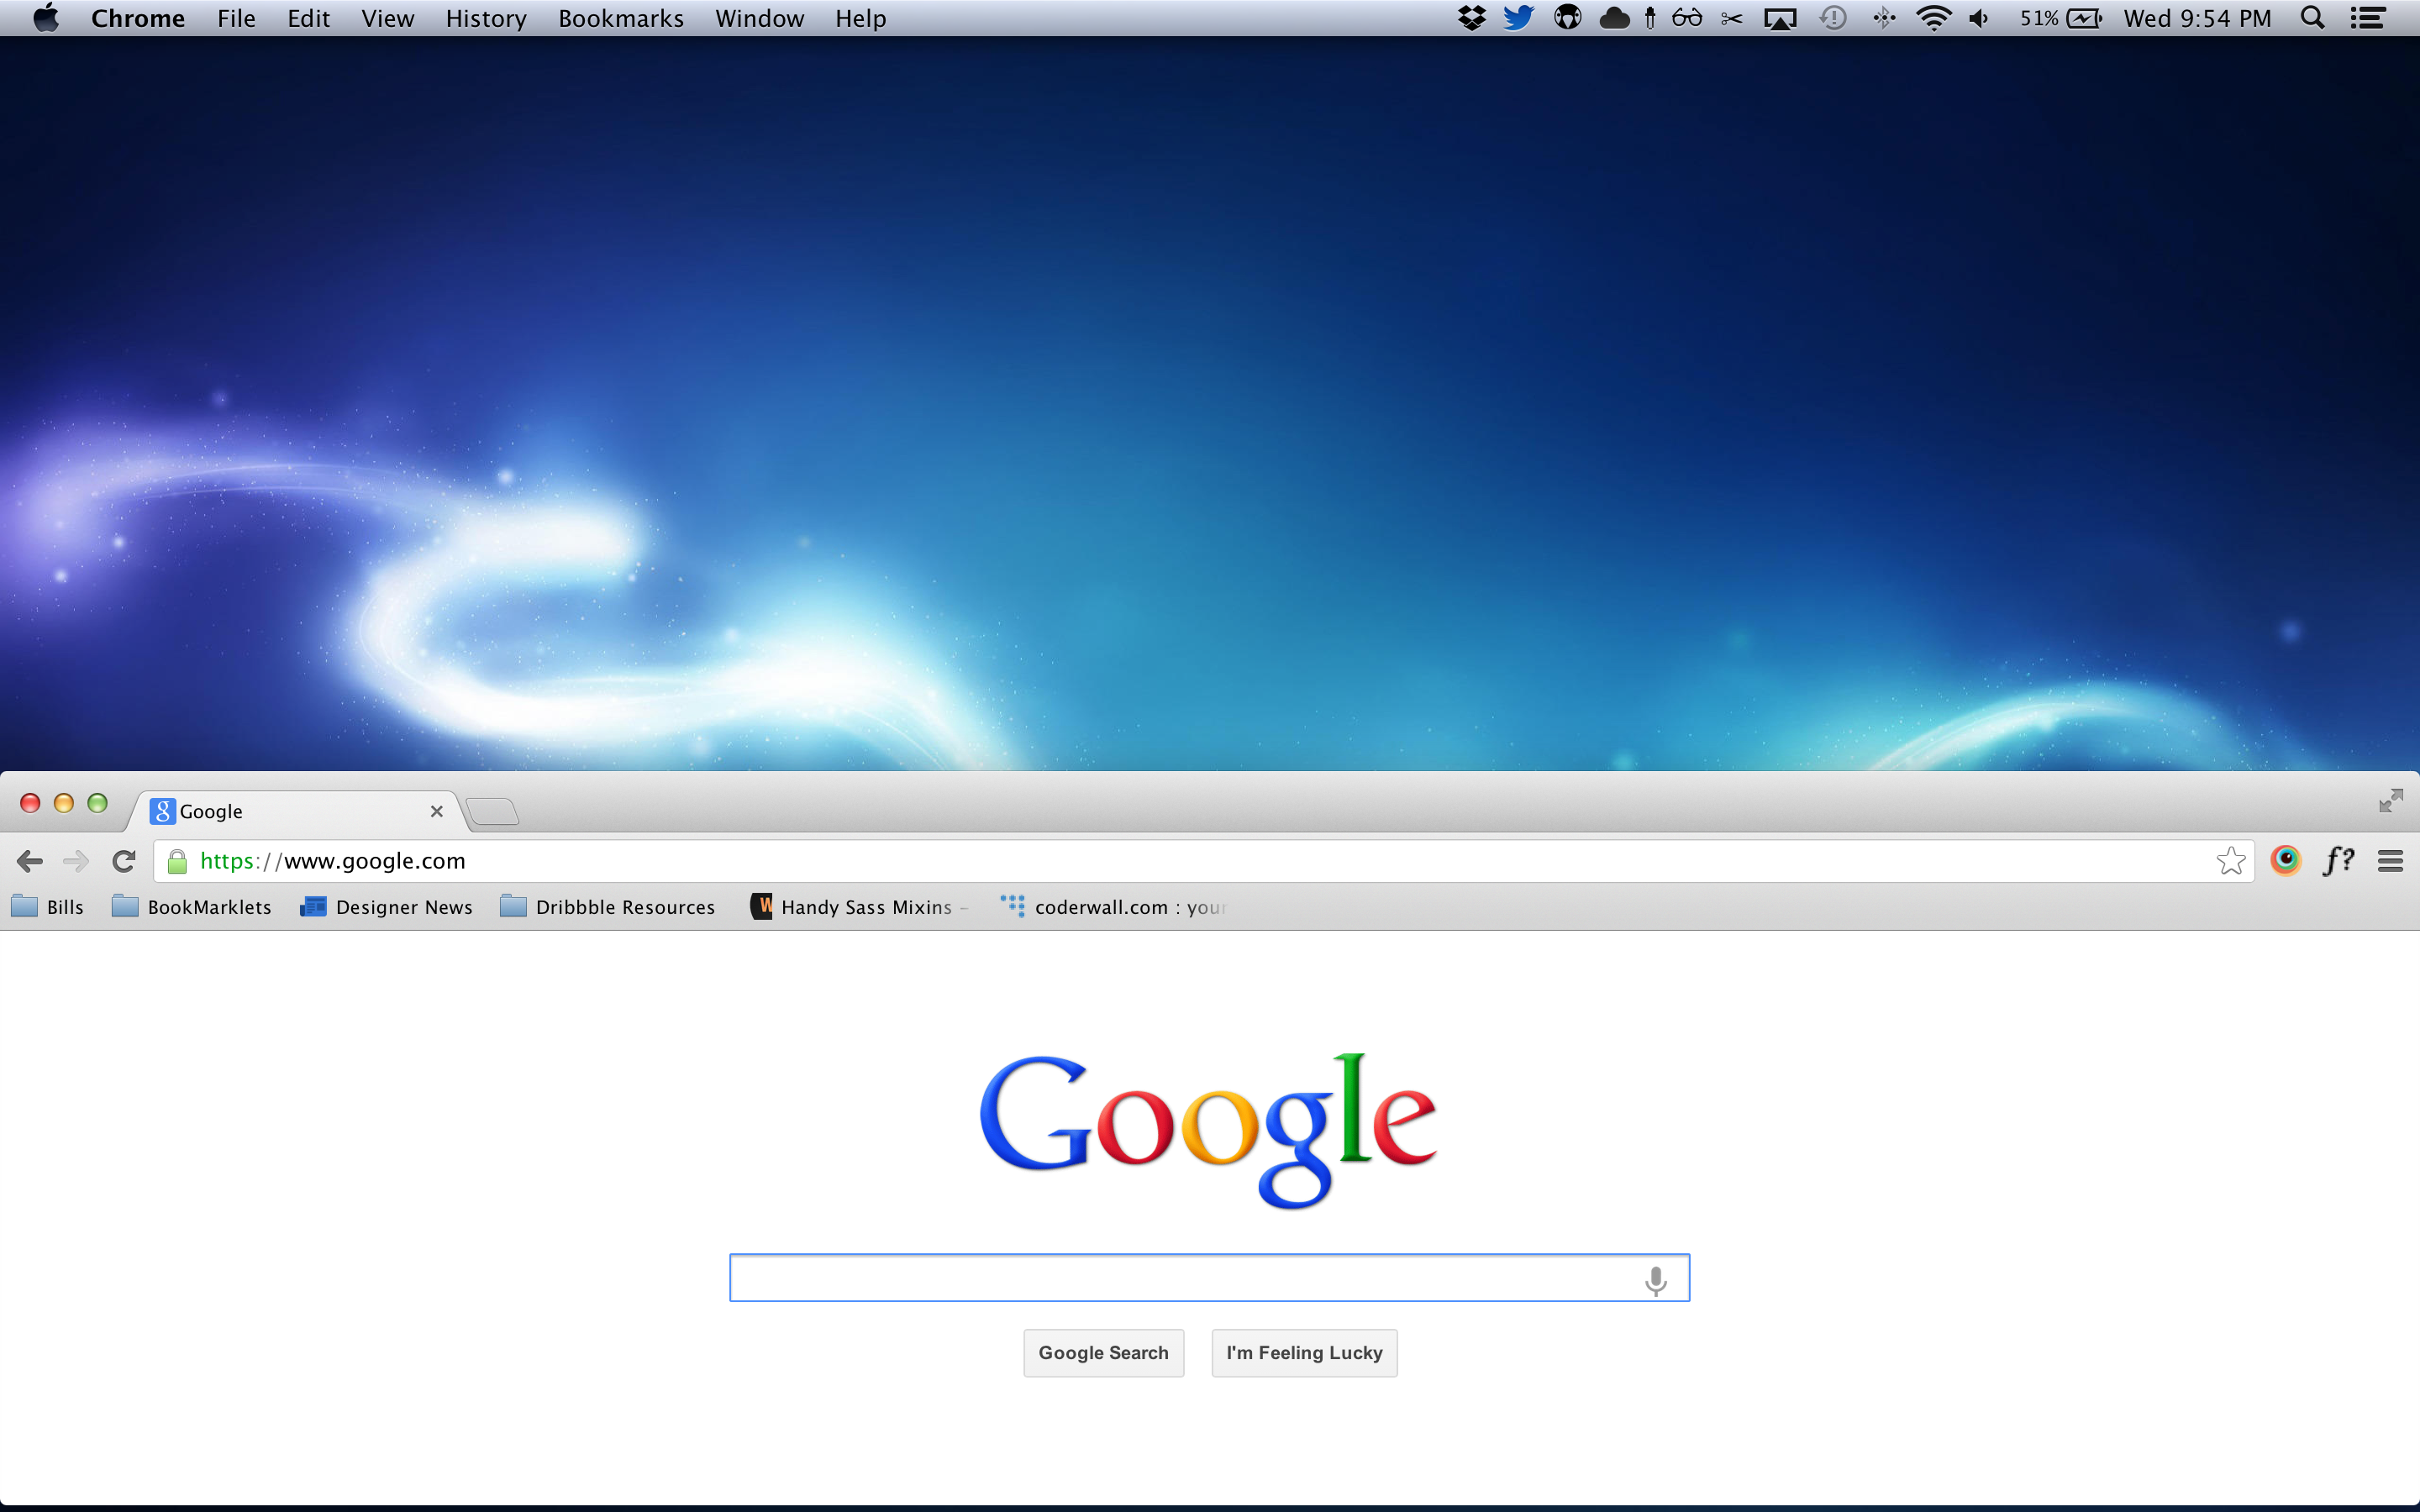 Chrome File Edit View History Bookmarks Window Help 51% Wed 9:54 PM
Google
https://www.google.com f?
Bills BookMarklets Designer News Dribbble Resources W Handy Sass Mixins – coderwall.com : your
Google
Google Search I'm Feeling Lucky